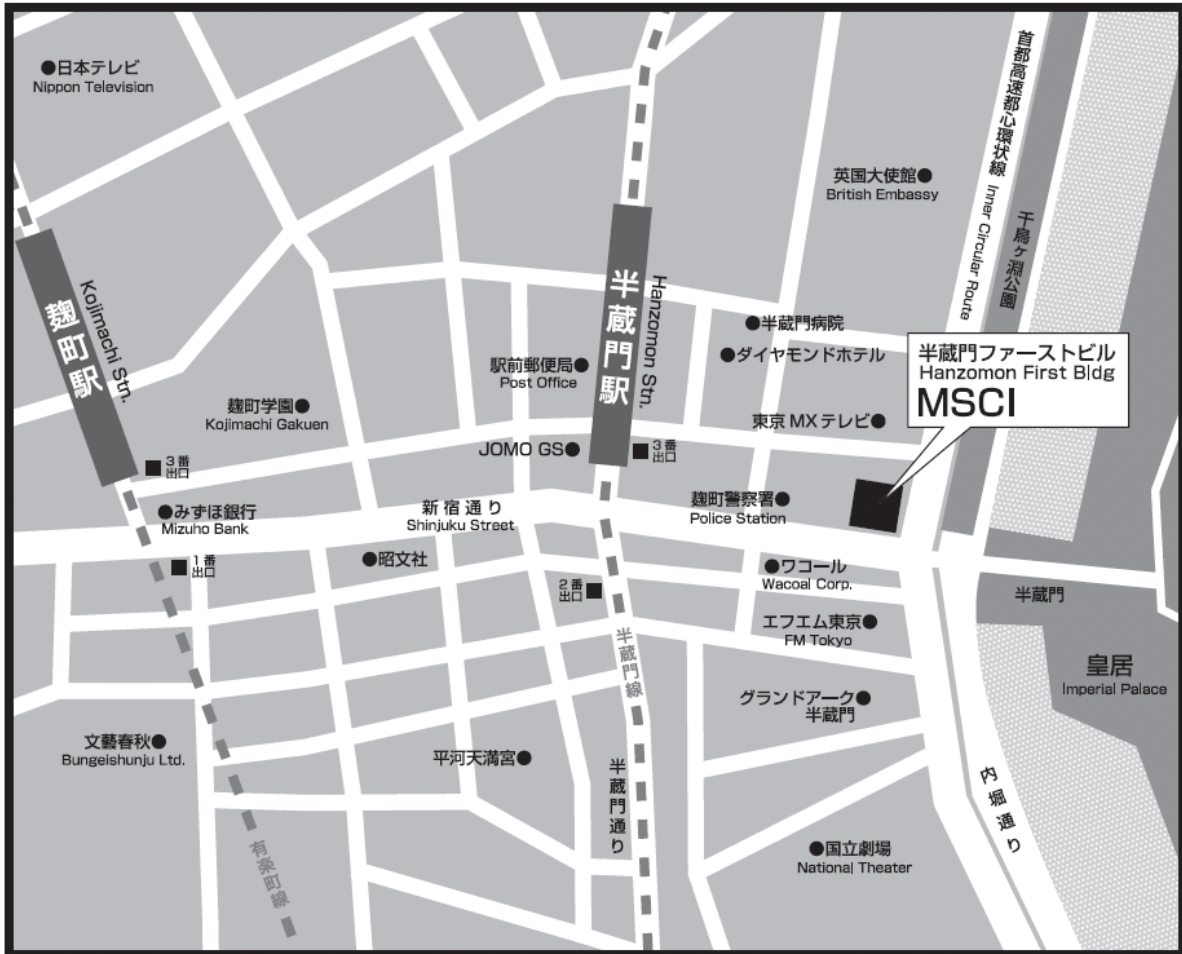 日本テレビ
Nippon Television
首都高速都心環状線 Inner Circular Route
英国大使館
British Embassy
千鳥ヶ淵公園
麹町駅
Kojimachi Stn.
半蔵門駅
Hanzomon Stn.
半蔵門病院
ダイヤモンドホテル
半蔵門ファーストビル
Hanzomon First Bldg
MSCI
駅前郵便局
Post Office
麹町学園
Kojimachi Gakuen
東京MXテレビ
JOMO GS
3番
出口
3番
出口
麹町警察署
Police Station
新宿通り
Shinjuku Street
みずほ銀行
Mizuho Bank
1番
出口
昭文社
2番
出口
ワコール
Wacoal Corp.
半蔵門
エフエム東京
FM Tokyo
半蔵門線
皇居
Imperial Palace
グランドアーク
半蔵門
文藝春秋
Bungeishunju Ltd.
平河天満宮
半蔵門通り
内堀通り
有楽町線
国立劇場
National Theater